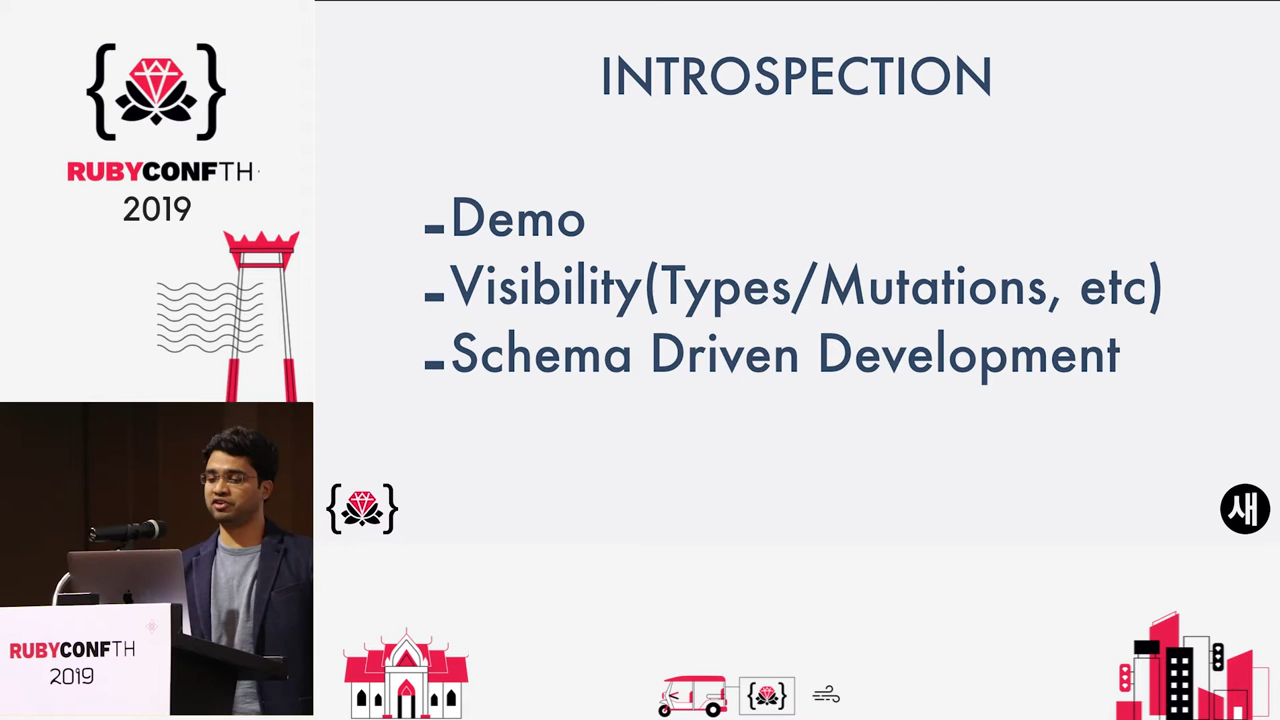 RUBYCONFTH
2019
INTROSPECTION
-Demo
-Visibility(Types/Mutations, etc)
-Schema Driven Development
새
RUBYCONFTH
2019